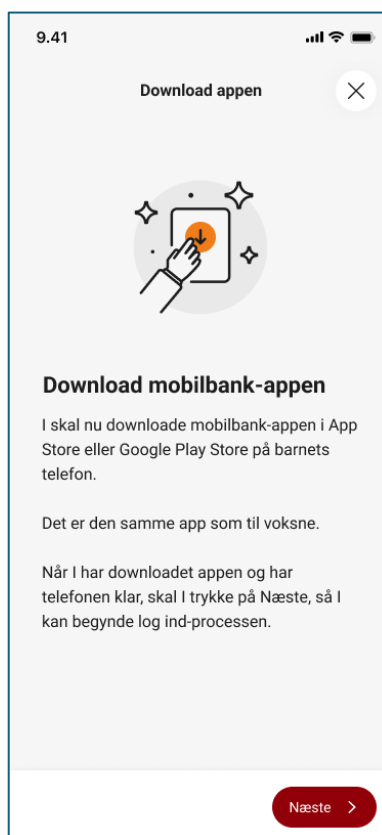 9.41
Download appen
Download mobilbank-appen
I skal nu downloade mobilbank-appen i App
Store eller Google Play Store på barnets
telefon.
Det er den samme app som til voksne.
Når I har downloadet appen og har
telefonen klar, skal I trykke på Næste, så I
kan begynde log ind-processen.
Næste